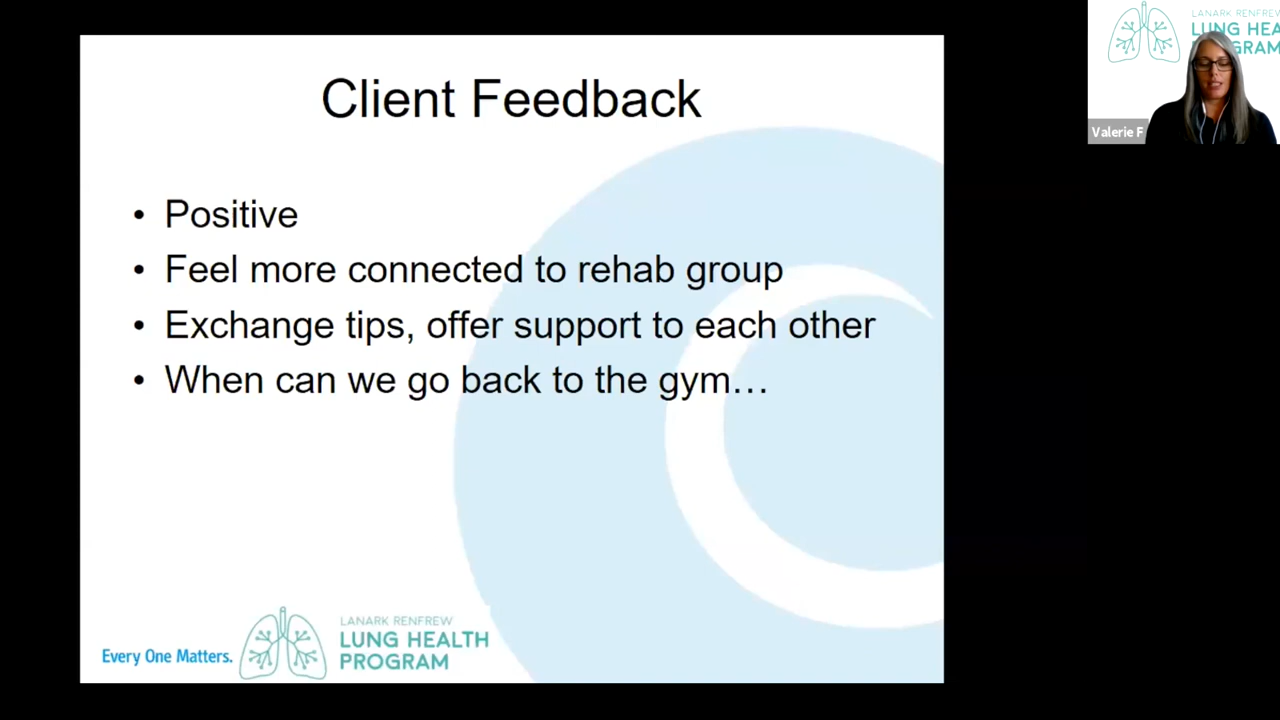 Client Feedback
• Positive
• Feel more connected to rehab group
• Exchange tips, offer support to each other
• When can we go back to the gym…
Every One Matters.
LANARK RENFREW
LUNG HEALTH
PROGRAM
LANARK RENFREW
LUNG HEA
GRAM
Valerie F